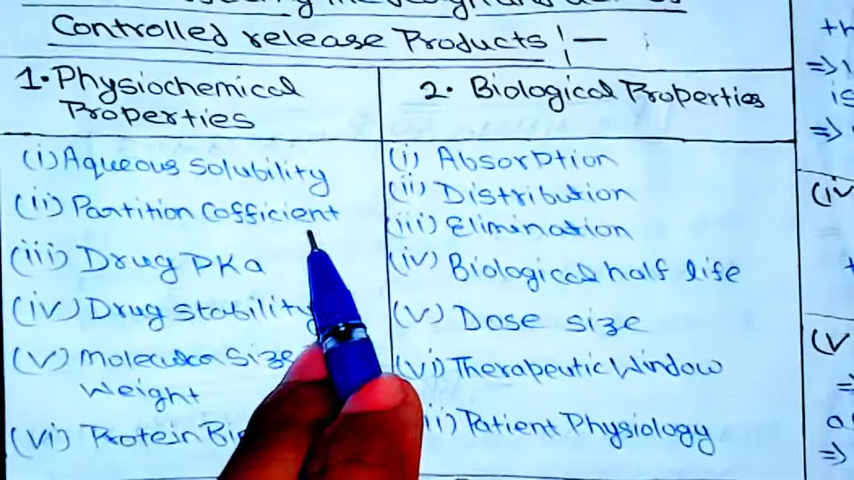 Controlled release Products :-
1. Physiochemical
Properties
2. Biological Properties
(i) Aqueous solubility
(ii) Partition Cofficient
(iii) Drug PKa
(iv) Drug stability
(v) Molecular Size
Weight
(vi) Protein
(i) Absorption
(ii) Distribution
(iii) Elimination
(iv) Biological half life
(v) Dose size
(vi) Therapeutic Window
ii) Patient Physiology
(iv
(v